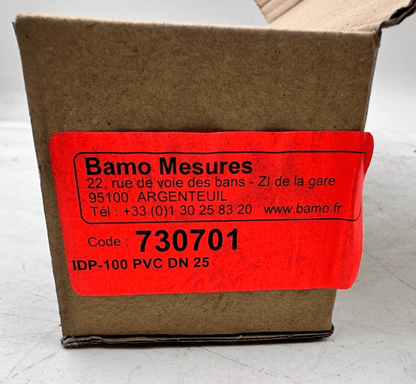 Bamo Mesures
22, rue de voie des bans - ZI de la gare
95100 ARGENTEUIL
Tél : +33 (0)1 30 25 83 20 www.bamo.fr
Code : 730701
IDP-100 PVC DN 25